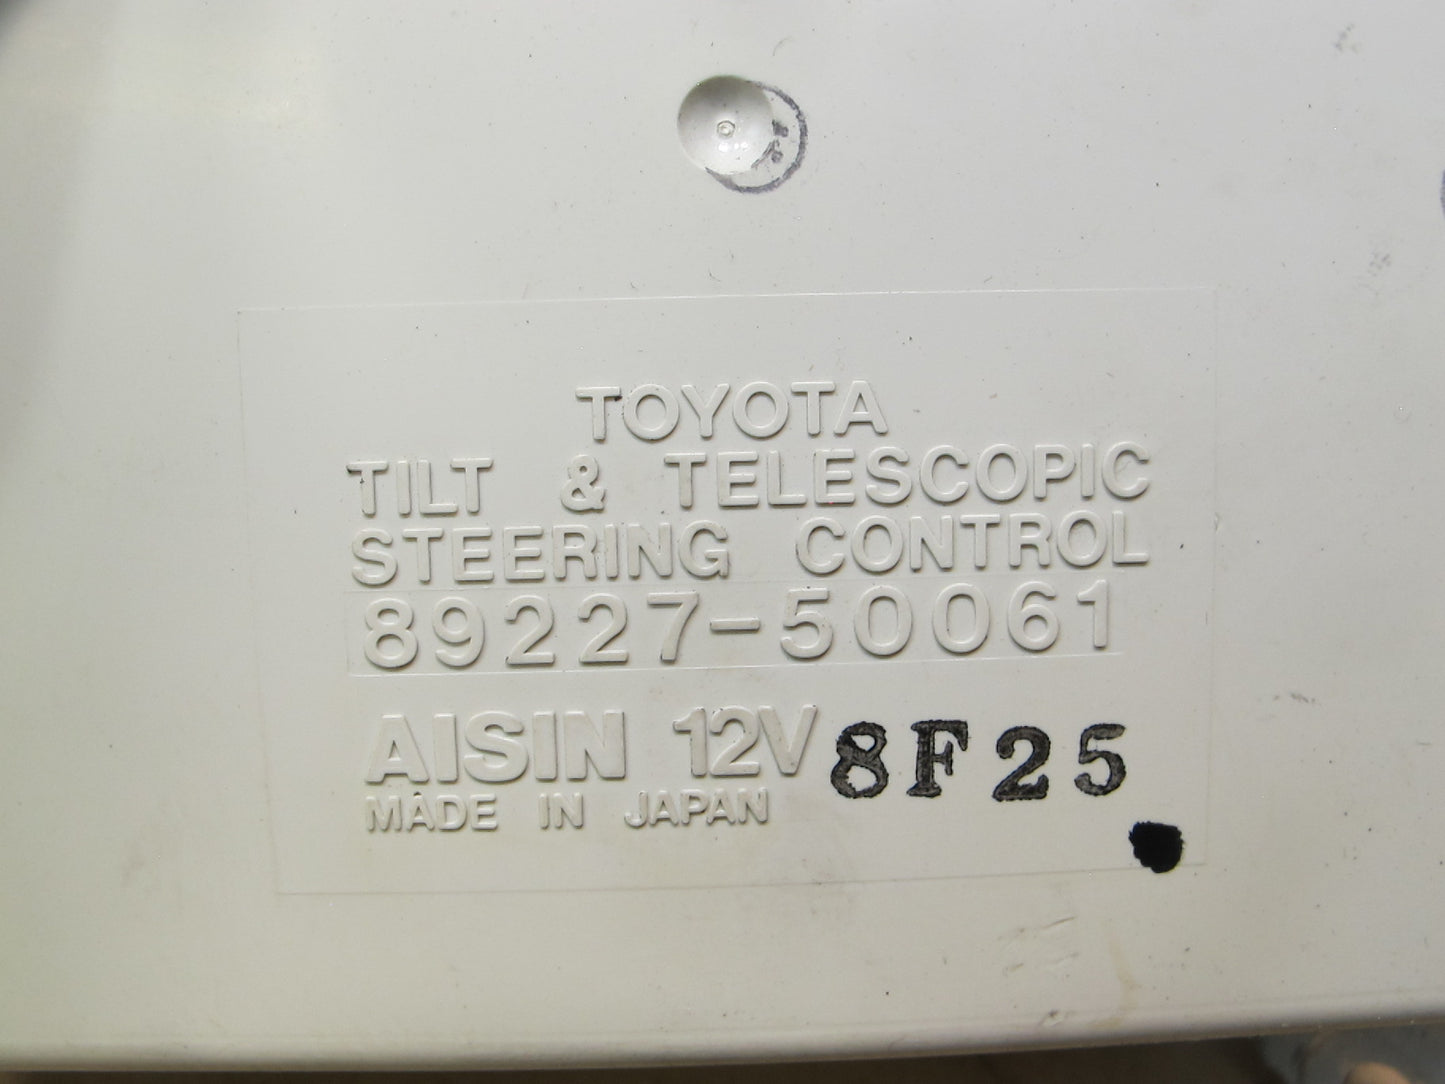 TOYOTA
TILT & TELESCOPIC
STEERING CONTROL
89227-50061
AISIN 12V 8F25
MADE IN JAPAN